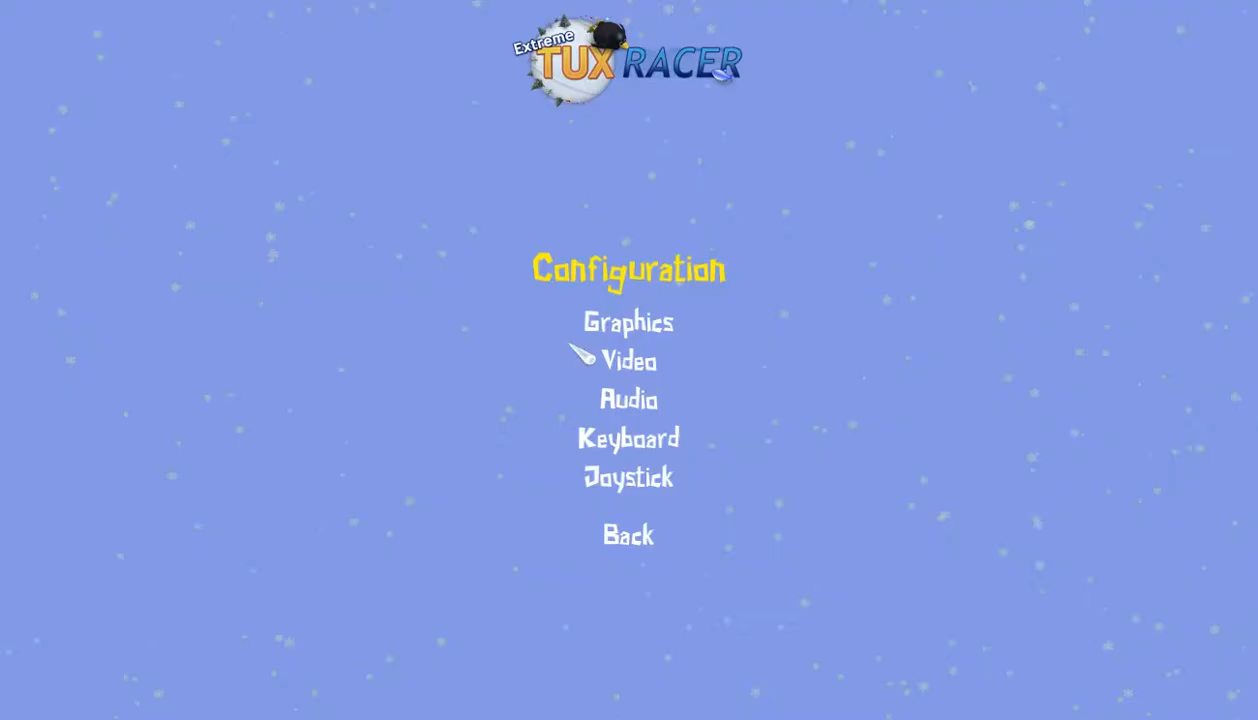 Extreme
TUX RACER
Configuration
Graphics
Video
Audio
Keyboard
Joystick
Back